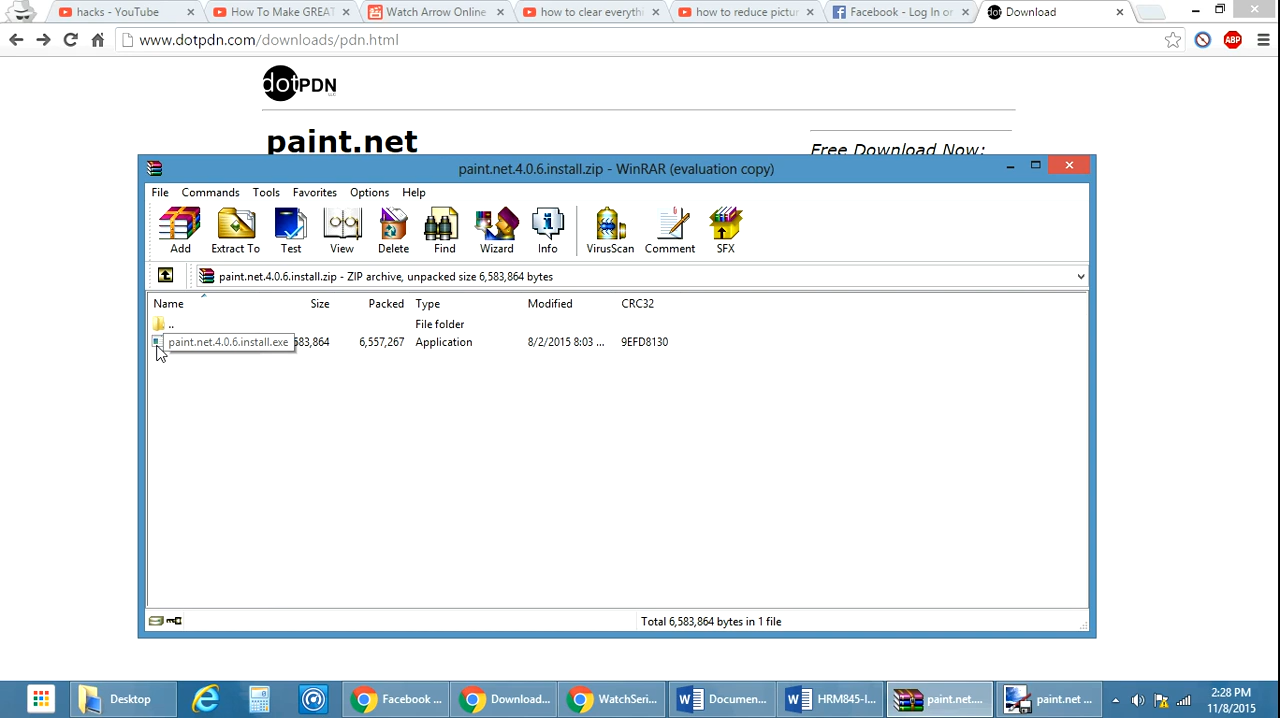 hacks - YouTube
How To Make GREAT
Watch Arrow Online
how to clear everythi
how to reduce pictur
Facebook - Log In or
dot Download
www.dotpdn.com/downloads/pdn.html
ABP
dotPDN
LLC
paint.net
Free Download Now:
paint.net.4.0.6.install.zip - WinRAR (evaluation copy)
File Commands Tools Favorites Options Help
Add Extract To Test View Delete Find Wizard Info VirusScan Comment SFX
paint.net.4.0.6.install.zip - ZIP archive, unpacked size 6,583,864 bytes
Name Size Packed Type Modified CRC32
.. File folder
paint.net.4.0.6.install.exe 583,864 6,557,267 Application 8/2/2015 8:03 ... 9EFD8130
Total 6,583,864 bytes in 1 file
Desktop
Facebook ...
Download...
WatchSeri...
Documen...
HRM845-I...
paint.net....
paint.net ...
2:28 PM
11/8/2015